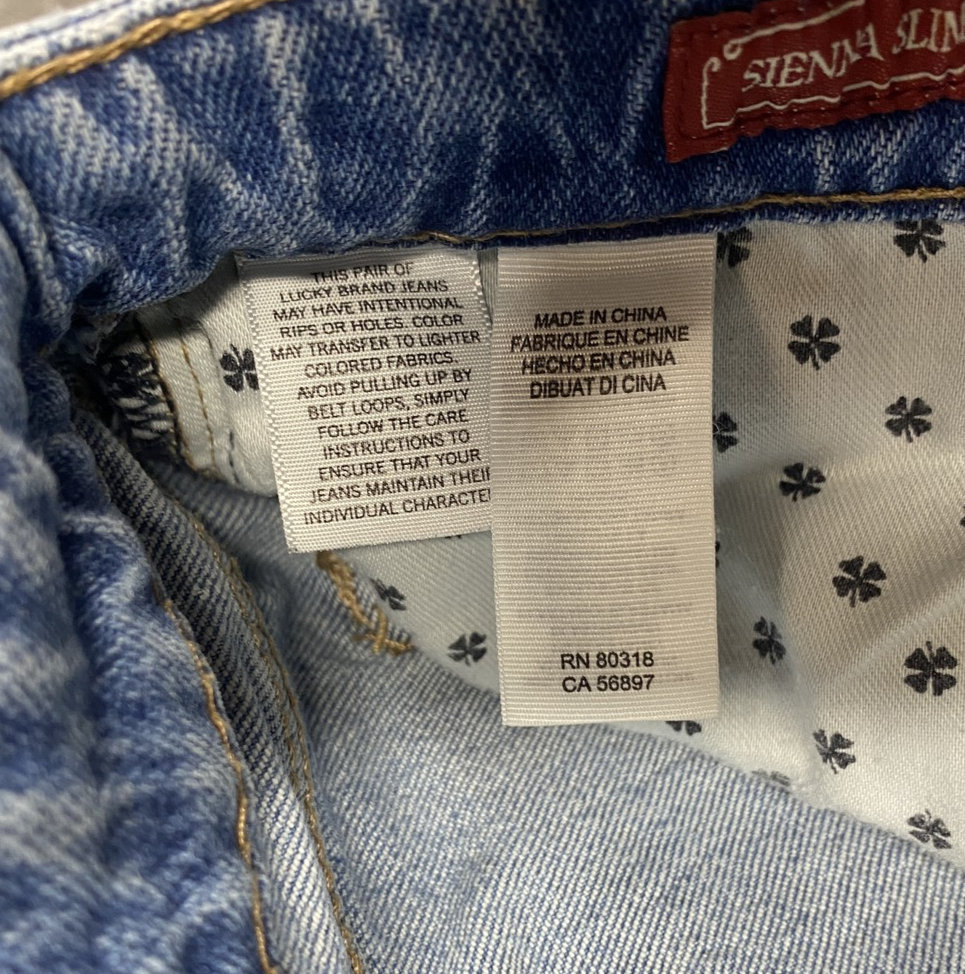 SIENNA SLIM
THIS PAIR OF
LUCKY BRAND JEANS
MAY HAVE INTENTIONAL
RIPS OR HOLES. COLOR
MAY TRANSFER TO LIGHTER
COLORED FABRICS.
AVOID PULLING UP BY
BELT LOOPS, SIMPLY
FOLLOW THE CARE
INSTRUCTIONS TO
ENSURE THAT YOUR
JEANS MAINTAIN THEIR
INDIVIDUAL CHARACTE
MADE IN CHINA
FABRIQUE EN CHINE
HECHO EN CHINA
DIBUAT DI CINA
RN 80318
CA 56897